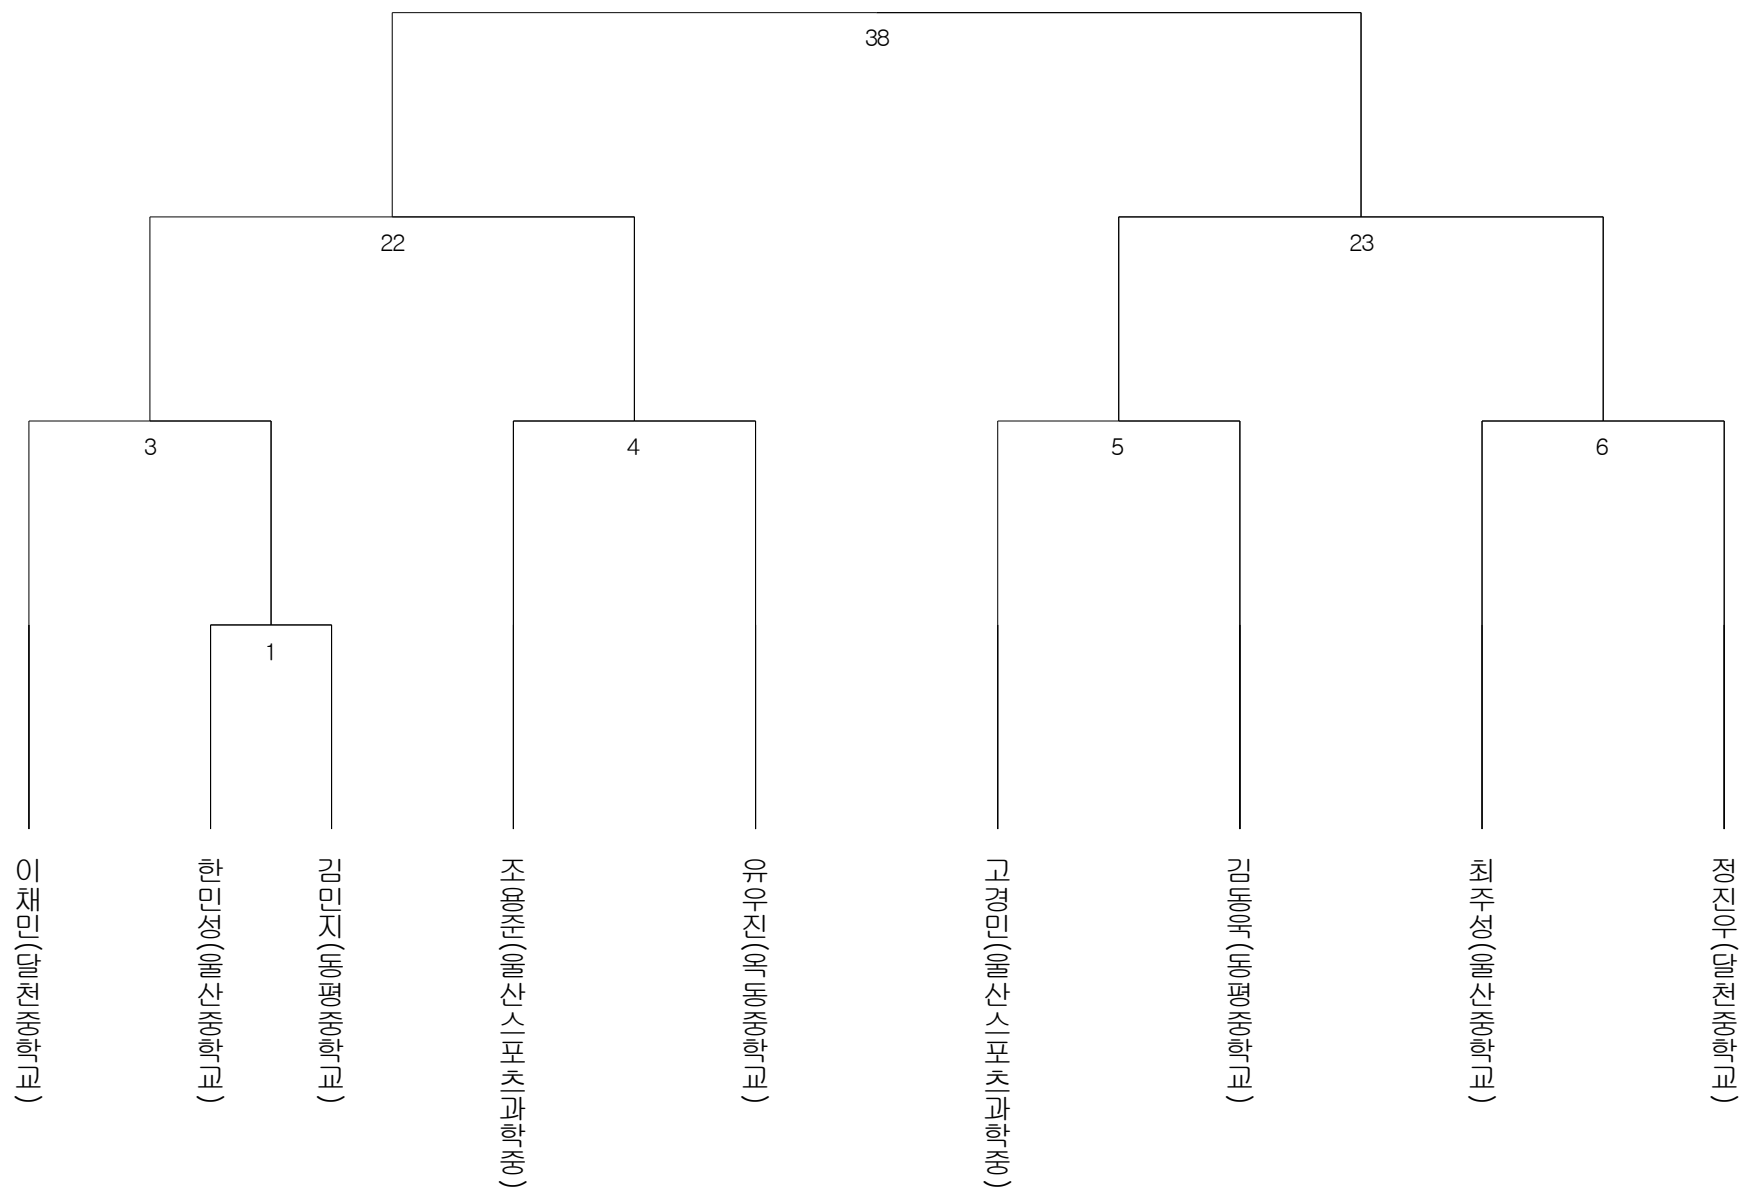 38
22
23
3
4
5
6
1
이채민(달천중학교)
한민성(울산중학교)
김민지(동평중학교)
조용준(울산스포츠과학중)
유우진(옥동중학교)
고경민(울산스포츠과학중)
김동욱(동평중학교)
최주성(울산중학교)
정진우(달천중학교)